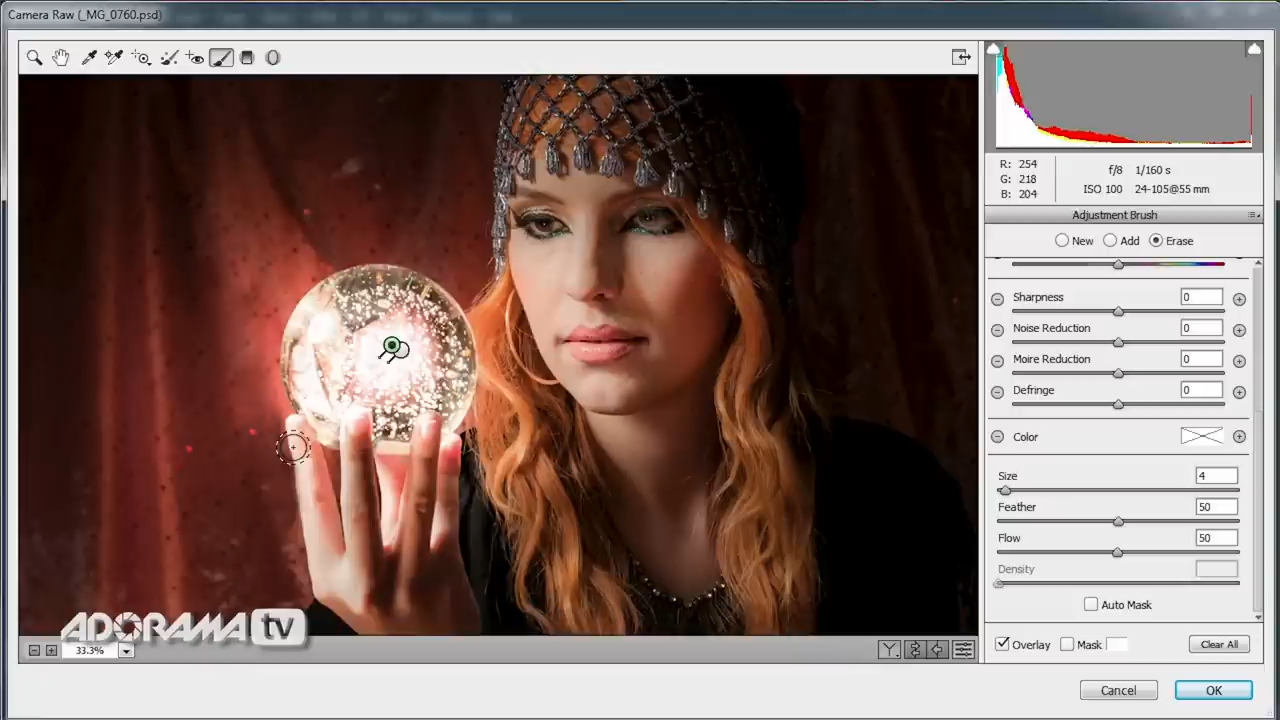 Camera Raw (_MG_0760.psd)
R: 254
G: 218
B: 204
f/8 1/160 s
ISO 100 24-105@55 mm
Adjustment Brush
New Add Erase
Sharpness 0
Noise Reduction 0
Moire Reduction 0
Defringe 0
Color
Size 4
Feather 50
Flow 50
Density
Auto Mask
ADORAMA tv
33.3%
Y
Overlay Mask Clear All
Cancel OK